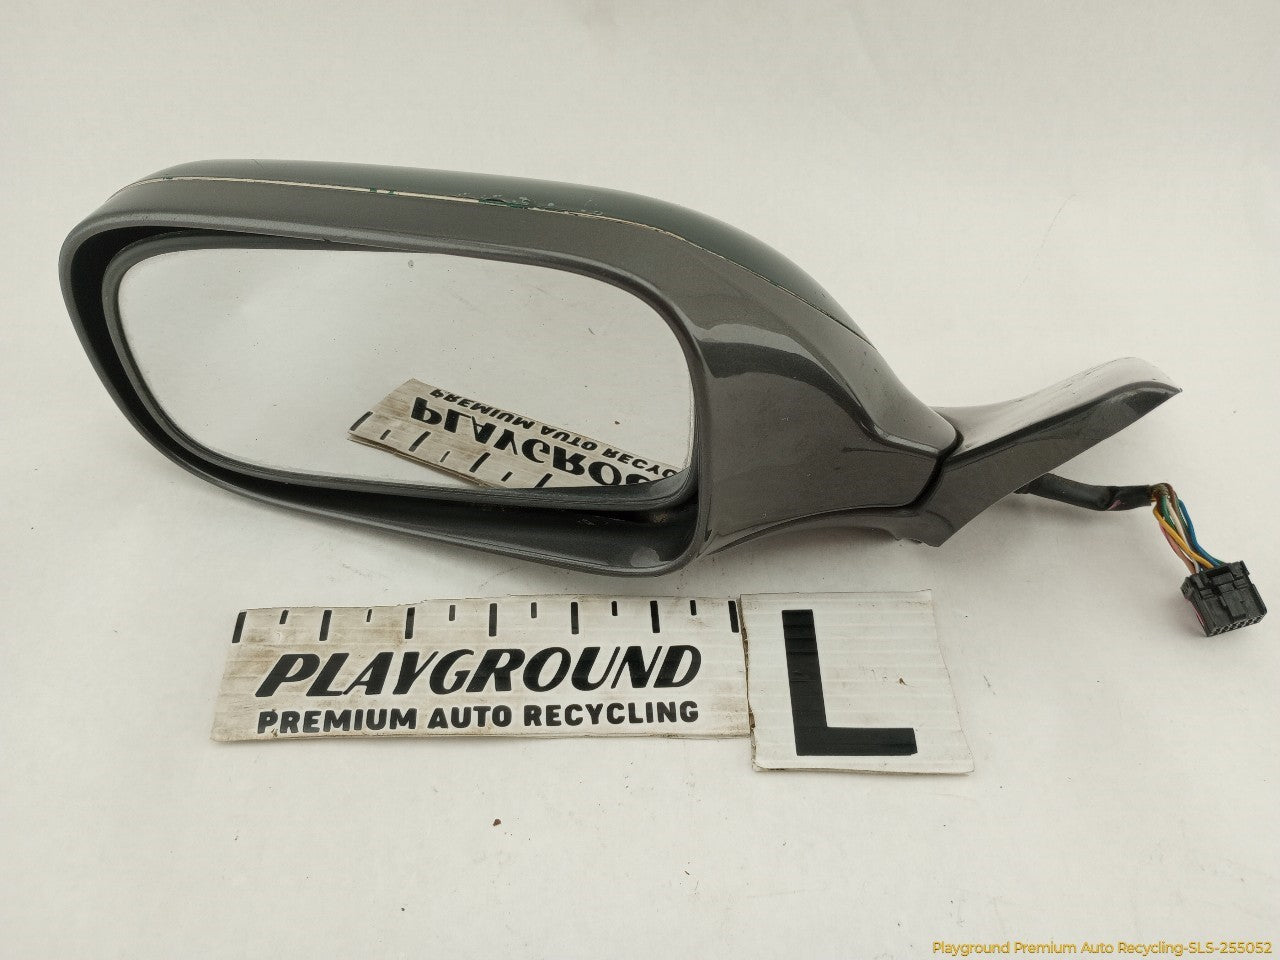 PREMIUM AUTO RECYC
PLAYGROU
PLAYGROUND
PREMIUM AUTO RECYCLING
L
Playground Premium Auto Recycling-SLS-255052